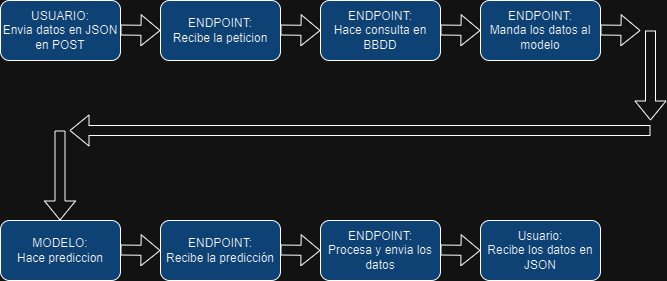 USUARIO:
Envia datos en JSON
en POST
ENDPOINT:
Recibe la peticion
ENDPOINT:
Hace consulta en
BBDD
ENDPOINT:
Manda los datos al
modelo
MODELO:
Hace prediccion
ENDPOINT:
Recibe la predicción
ENDPOINT:
Procesa y envia los
datos
Usuario:
Recibe los datos en
JSON